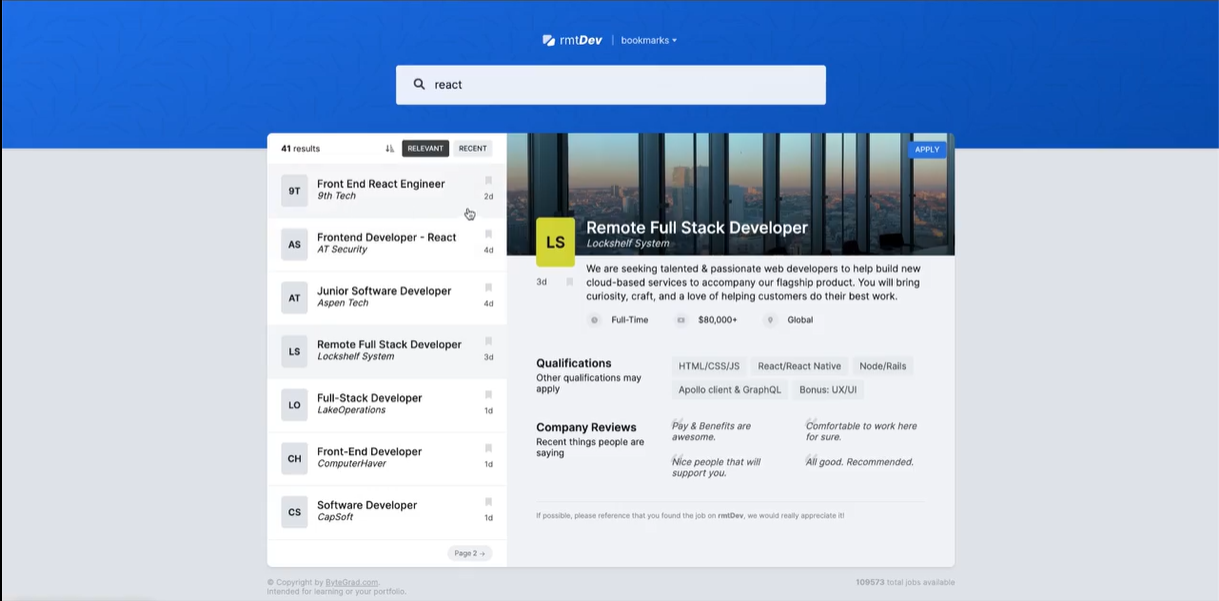 rmtDev | bookmarks
react
41 results
RELEVANT RECENT
9T
Front End React Engineer
9th Tech
2d
AS
Frontend Developer - React
AT Security
4d
AT
Junior Software Developer
Aspen Tech
4d
LS
Remote Full Stack Developer
Lockshelf System
3d
LO
Full-Stack Developer
LakeOperations
1d
CH
Front-End Developer
ComputerHaver
1d
CS
Software Developer
CapSoft
1d
Page 2 →
APPLY
LS
Remote Full Stack Developer
Lockshelf System
3d
We are seeking talented & passionate web developers to help build new
cloud-based services to accompany our flagship product. You will bring
curiosity, craft, and a love of helping customers do their best work.
Full-Time $80,000+ Global
Qualifications
Other qualifications may
apply
HTML/CSS/JS React/React Native Node/Rails
Apollo client & GraphQL Bonus: UX/UI
Company Reviews
Recent things people are
saying
Pay & Benefits are
awesome.
Comfortable to work here
for sure.
Nice people that will
support you.
All good. Recommended.
If possible, please reference that you found the job on rmtDev, we would really appreciate it!
© Copyright by ByteGrad.com.
Intended for learning or your portfolio.
109573 total jobs available